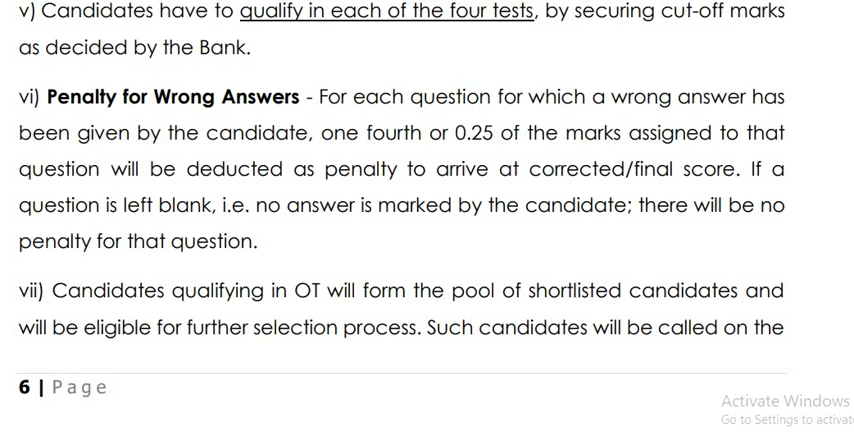 v) Candidates have to qualify in each of the four tests, by securing cut-off marks
as decided by the Bank.
vi) Penalty for Wrong Answers - For each question for which a wrong answer has
been given by the candidate, one fourth or 0.25 of the marks assigned to that
question will be deducted as penalty to arrive at corrected/final score. If a
question is left blank, i.e. no answer is marked by the candidate; there will be no
penalty for that question.
vii) Candidates qualifying in OT will form the pool of shortlisted candidates and
will be eligible for further selection process. Such candidates will be called on the
6 | Page
Activate Windows
Go to Settings to activat